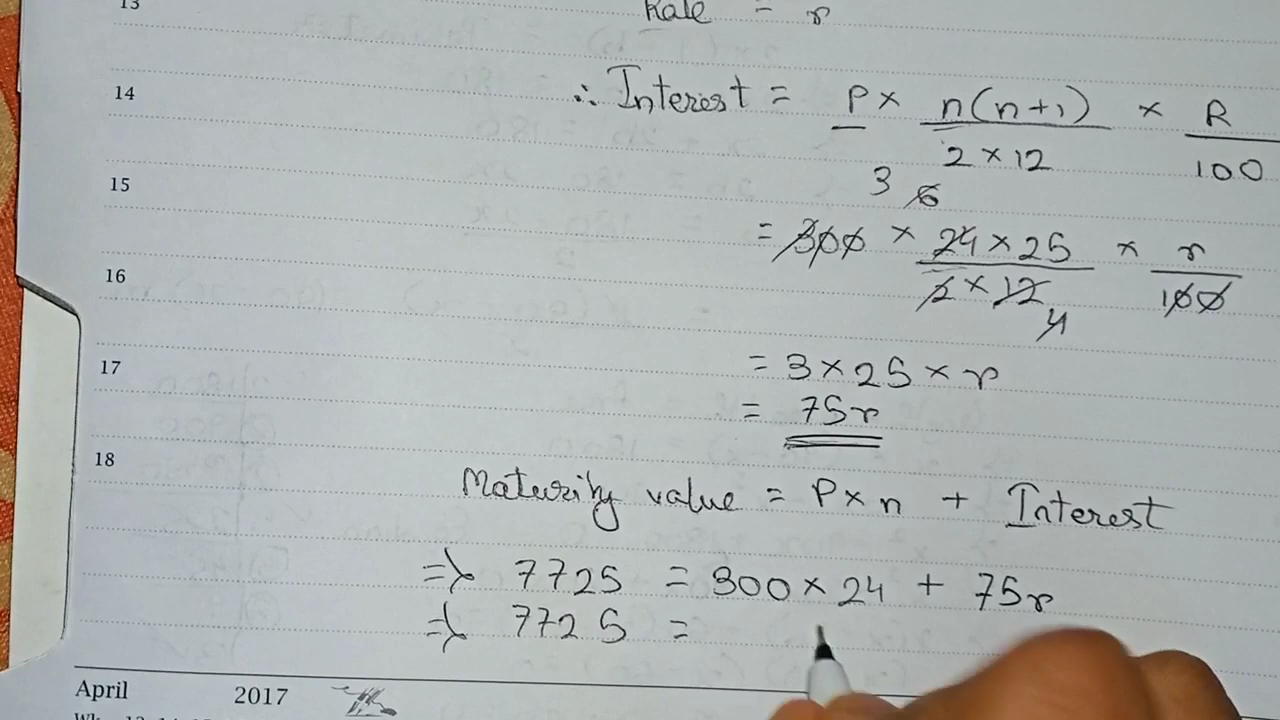 13 Rate = r
14 ∴ Interest = P × n(n+1) / 2 × 12 × R / 100
3 6
15 = 300 × 24 × 25 / 2 × 12 × r / 100
4
16
17 = 3 × 25 × r
= 75r
18 Maturity value = P × n + Interest
=> 7725 = 300 × 24 + 75r
=> 7725 =
April 2017